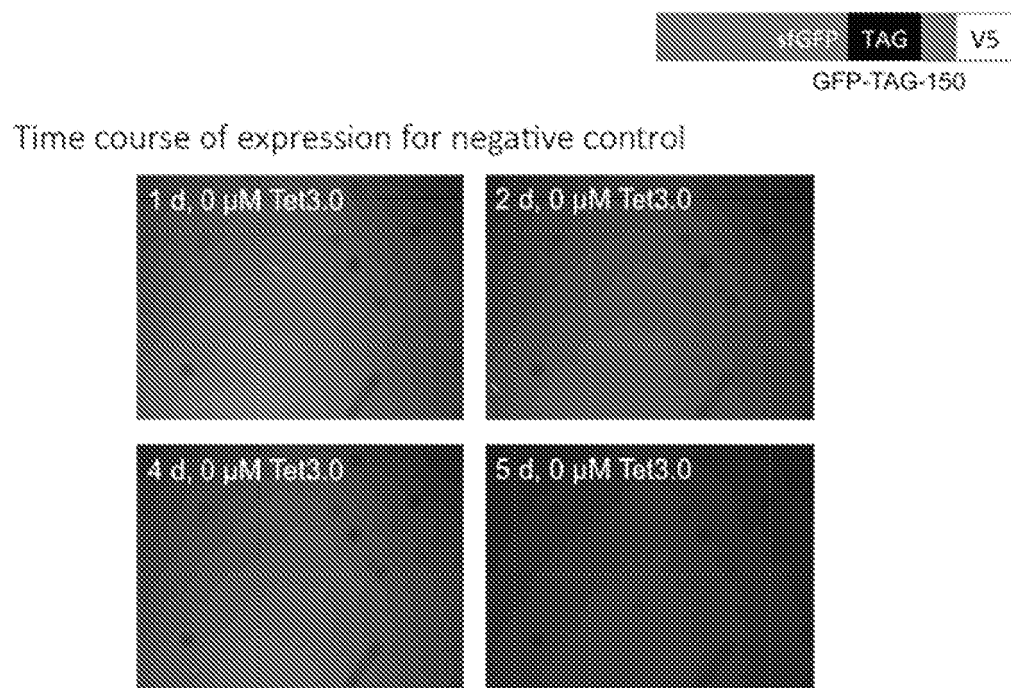 sfGFP TAG V5
GFP-TAG-150
Time course of expression for negative control
1 d, 0 µM Tet3.0
2 d, 0 µM Tet3.0
4 d, 0 µM Tet3.0
5 d, 0 µM Tet3.0